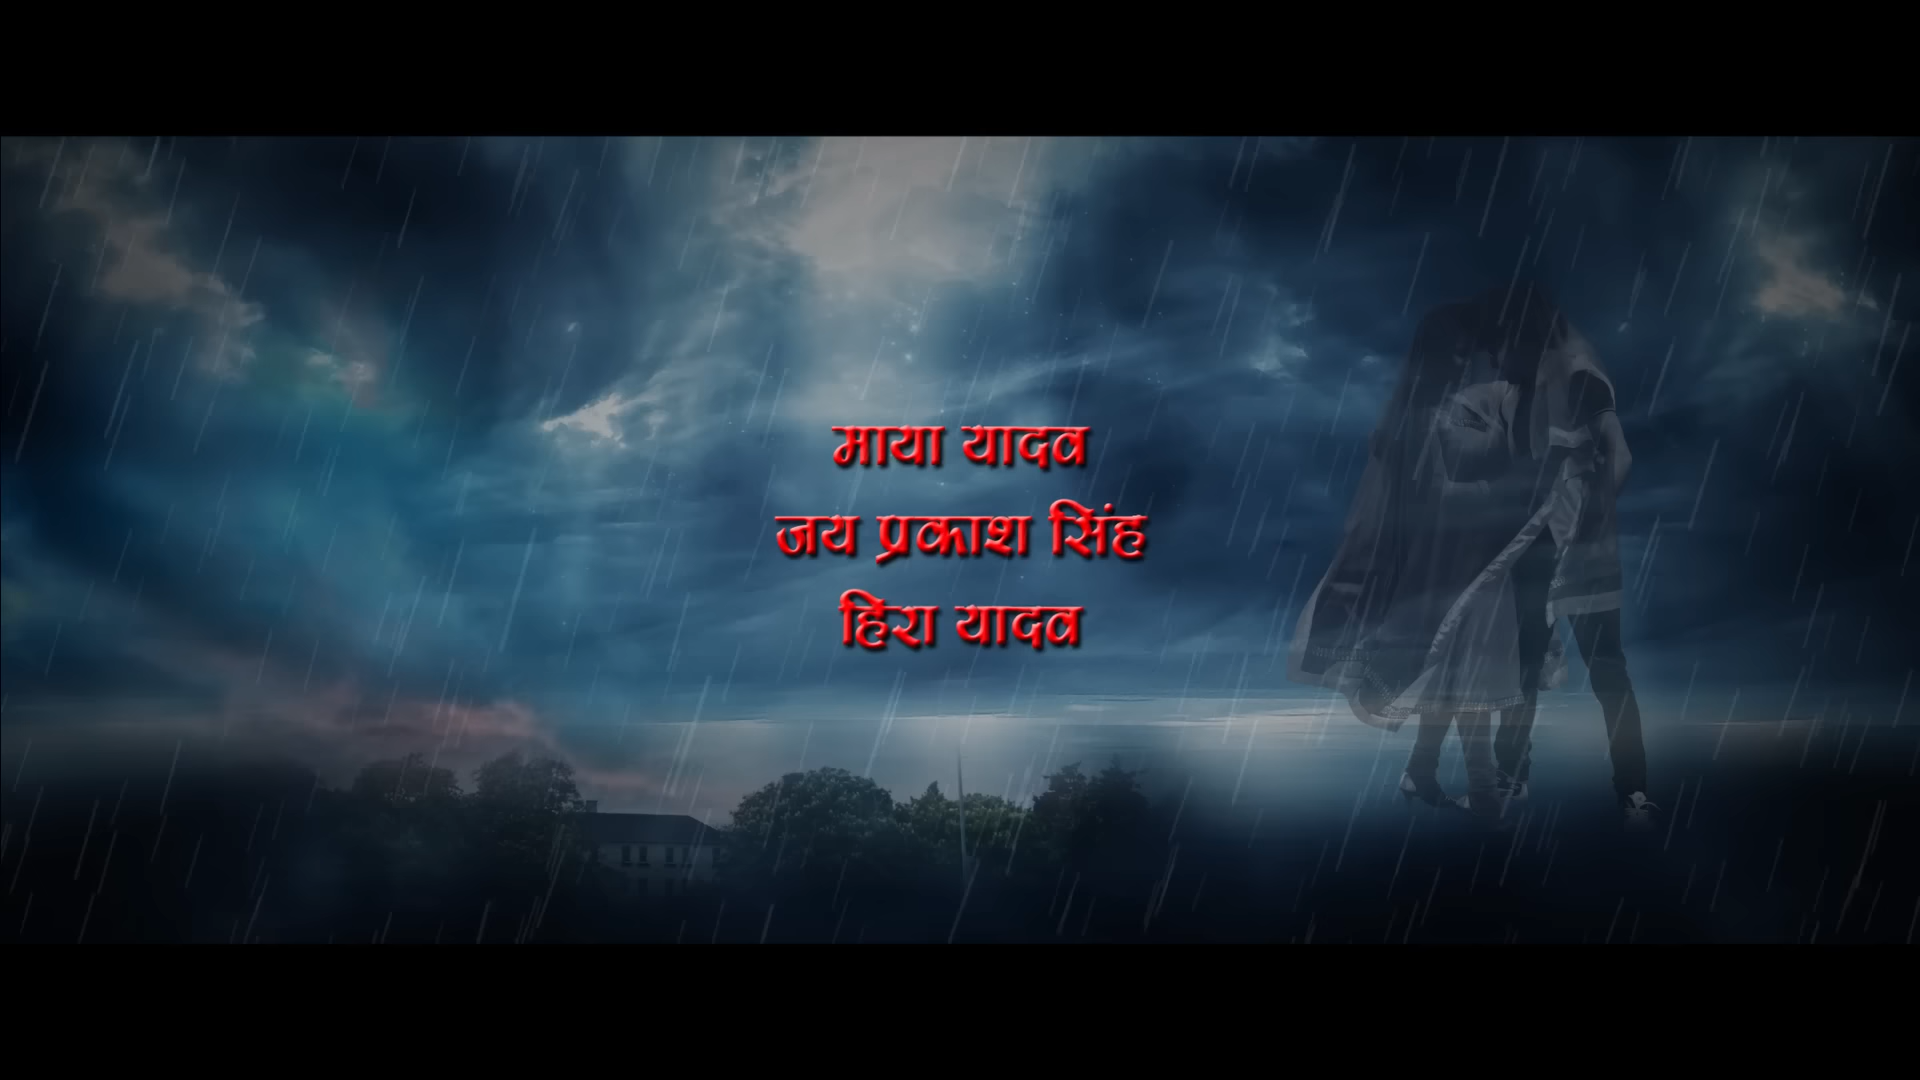 माया यादव
जय प्रकाश सिंह
हिरा यादव